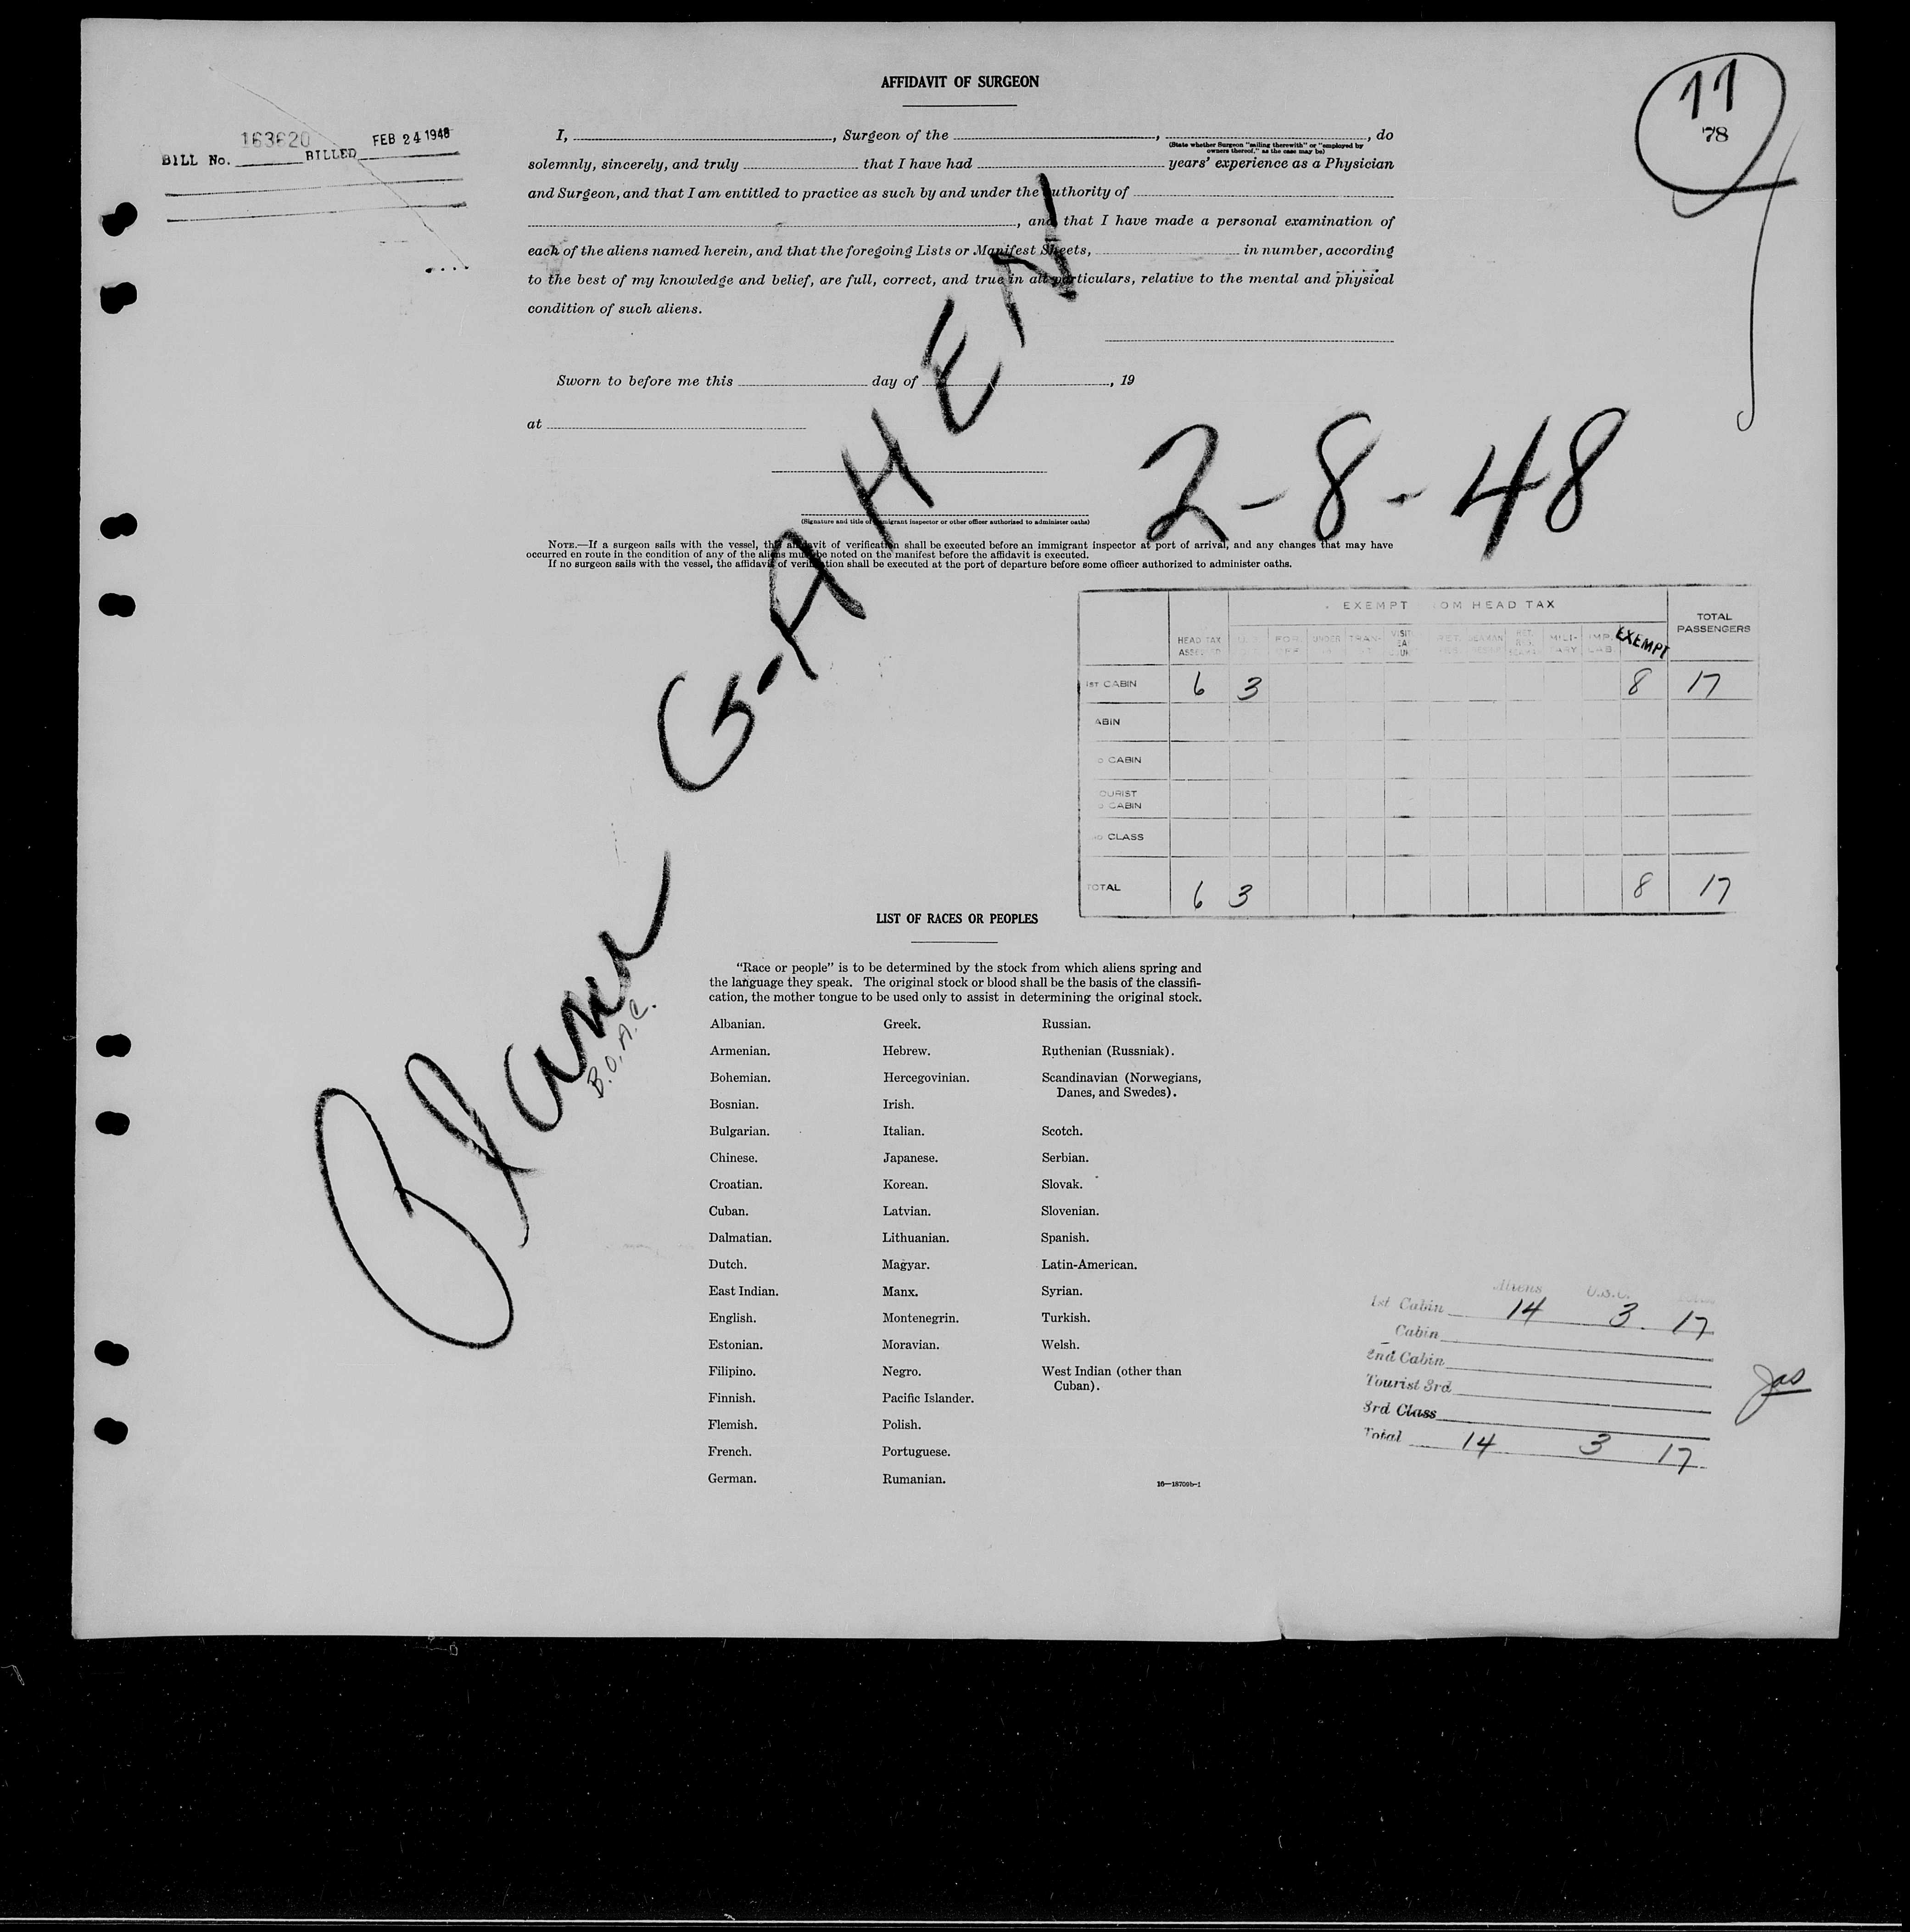 AFFIDAVIT OF SURGEON
11
78
163620
BILL No. BILLED FEB 24 1948
I, , Surgeon of the , , do
(State whether Surgeon "sailing therewith" or "employed by
owners thereof," as the case may be)
solemnly, sincerely, and truly that I have had years' experience as a Physician
and Surgeon, and that I am entitled to practice as such by and under the authority of
, and that I have made a personal examination of
each of the aliens named herein, and that the foregoing Lists or Manifest Sheets, in number, according
to the best of my knowledge and belief, are full, correct, and true in all particulars, relative to the mental and physical
condition of such aliens.
Sworn to before me this day of , 19
at
(Signature and title of immigrant inspector or other officer authorized to administer oaths)
NOTE.—If a surgeon sails with the vessel, this affidavit of verification shall be executed before an immigrant inspector at port of arrival, and any changes that may have
occurred en route in the condition of any of the aliens must be noted on the manifest before the affidavit is executed.
If no surgeon sails with the vessel, the affidavit of verification shall be executed at the port of departure before some officer authorized to administer oaths.
Plane G-AHEN
B.O.A.C.
2-8-48
EXEMPT FROM HEAD TAX
TOTAL
PASSENGERS
HEAD TAX
FOR UNDER TRAN- RET. SEAMAN MILI- IMP. EXEMPT
1ST CABIN 6 3 8 17
ABIN
CABIN
OURIST
CABIN
CLASS
TOTAL 6 3 8 17
LIST OF RACES OR PEOPLES
"Race or people" is to be determined by the stock from which aliens spring and
the language they speak. The original stock or blood shall be the basis of the classifi-
cation, the mother tongue to be used only to assist in determining the original stock.
Albanian. Greek. Russian.
Armenian. Hebrew. Ruthenian (Russniak).
Bohemian. Hercegovinian. Scandinavian (Norwegians,
Danes, and Swedes).
Bosnian. Irish.
Bulgarian. Italian. Scotch.
Chinese. Japanese. Serbian.
Croatian. Korean. Slovak.
Cuban. Latvian. Slovenian.
Dalmatian. Lithuanian. Spanish.
Dutch. Magyar. Latin-American.
East Indian. Manx. Syrian.
English. Montenegrin. Turkish.
Estonian. Moravian. Welsh.
Filipino. Negro. West Indian (other than
Cuban).
Finnish. Pacific Islander.
Flemish. Polish.
French. Portuguese.
German. Rumanian.
16—18709b-1
Aliens U.S.C.
1st Cabin 14 3 17
Cabin
2nd Cabin
Tourist 3rd
3rd Class
Total 14 3 17